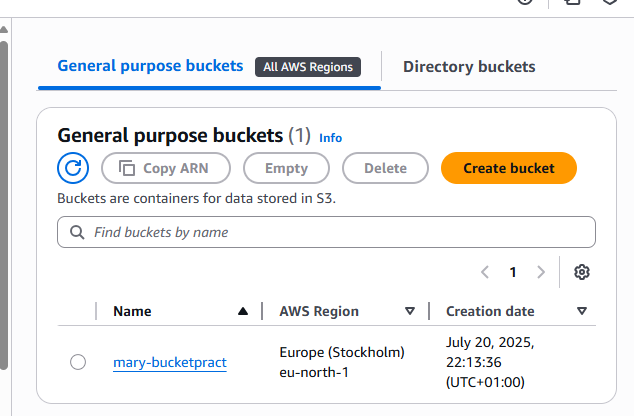 General purpose buckets All AWS Regions Directory buckets
General purpose buckets (1) Info
Copy ARN Empty Delete Create bucket
Buckets are containers for data stored in S3.
Find buckets by name
1
Name AWS Region Creation date
mary-bucketpract
Europe (Stockholm)
eu-north-1
July 20, 2025,
22:13:36
(UTC+01:00)